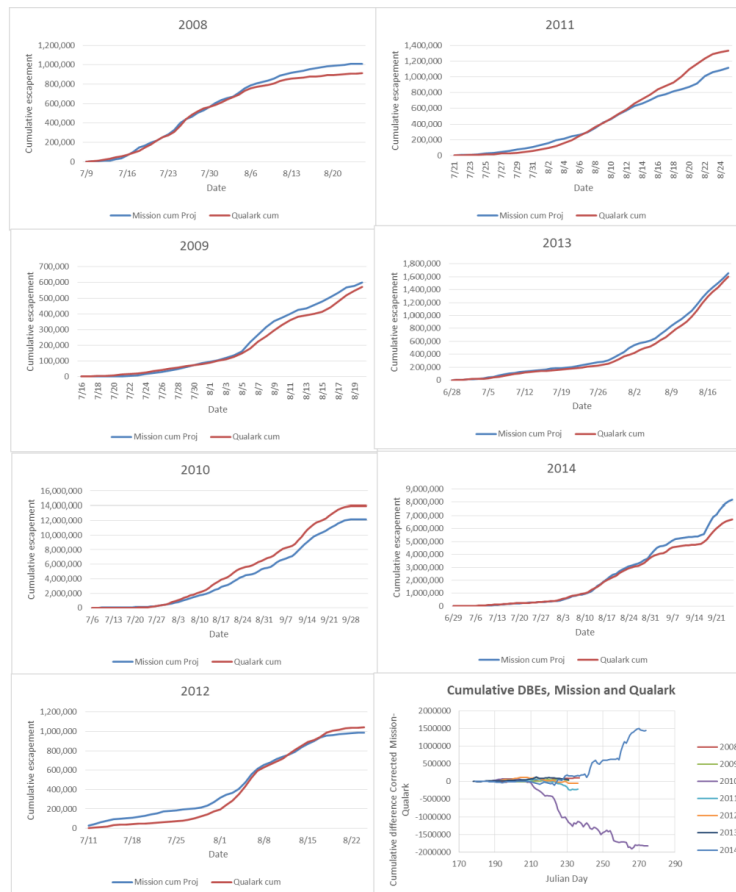 2008
Cumulative escapement
1,200,000
1,000,000
800,000
600,000
400,000
200,000
0
7/9 7/16 7/23 7/30 8/6 8/13 8/20
Date
Mission cum Proj Qualark cum
2011
Cumulative escapement
1,400,000
1,200,000
1,000,000
800,000
600,000
400,000
200,000
0
7/21 7/23 7/25 7/27 7/29 7/31 8/2 8/4 8/6 8/8 8/10 8/12 8/14 8/16 8/18 8/20 8/22 8/24
Date
Mission cum Proj Qualark cum
2009
Cumulative escapement
700,000
600,000
500,000
400,000
300,000
200,000
100,000
0
7/16 7/18 7/20 7/22 7/24 7/26 7/28 7/30 8/1 8/3 8/5 8/7 8/9 8/11 8/13 8/15 8/17 8/19
Date
Mission cum Proj Qualark cum
2013
Cumulative escapement
1,800,000
1,600,000
1,400,000
1,200,000
1,000,000
800,000
600,000
400,000
200,000
0
6/28 7/5 7/12 7/19 7/26 8/2 8/9 8/16
Date
Mission cum Proj Qualark cum
2010
Cumulative escapement
16,000,000
14,000,000
12,000,000
10,000,000
8,000,000
6,000,000
4,000,000
2,000,000
0
7/6 7/13 7/20 7/27 8/3 8/10 8/17 8/24 8/31 9/7 9/14 9/21 9/28
Date
Mission cum Proj Qualark cum
2014
Cumulative escapement
9,000,000
8,000,000
7,000,000
6,000,000
5,000,000
4,000,000
3,000,000
2,000,000
1,000,000
0
6/29 7/6 7/13 7/20 7/27 8/3 8/10 8/17 8/24 8/31 9/7 9/14 9/21
Date
Mission cum Proj Qualark cum
2012
Cumulative escapement
1,200,000
1,000,000
800,000
600,000
400,000
200,000
0
7/11 7/18 7/25 8/1 8/8 8/15 8/22
Date
Mission cum Proj Qualark cum
Cumulative DBEs, Mission and Qualark
Cumulative difference Corrected Mission-
Qualark
2000000
1500000
1000000
500000
0
-500000
-1000000
-1500000
-2000000
170 190 210 230 250 270 290
Julian Day
2008
2009
2010
2011
2012
2013
2014